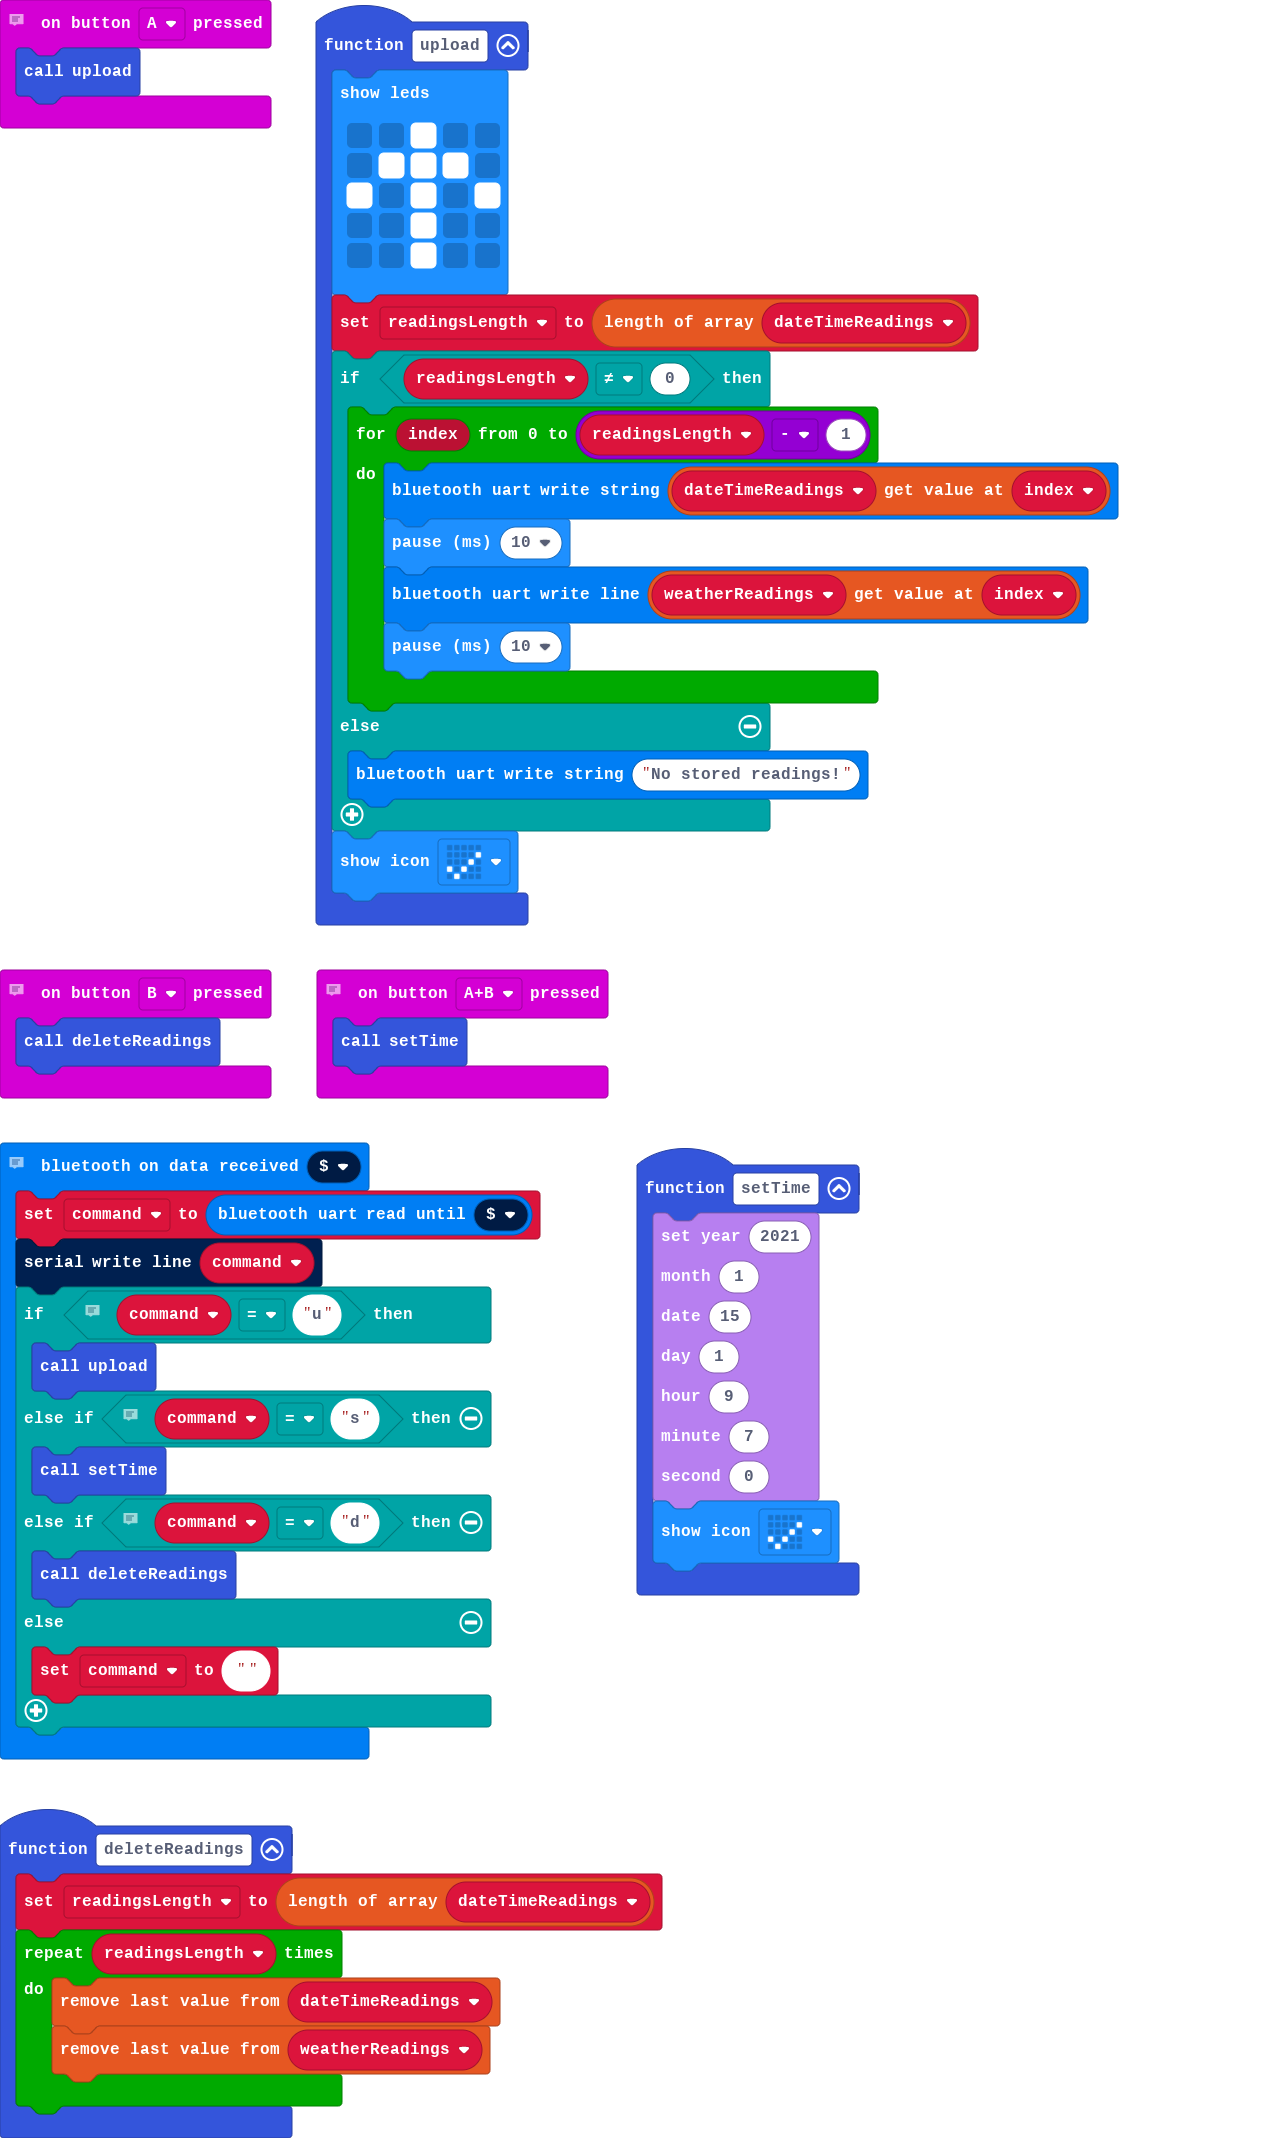 on button A pressed
call upload
function upload
show leds
set readingsLength to length of array dateTimeReadings
if readingsLength ≠ 0 then
for index from 0 to readingsLength - 1
do
bluetooth uart write string dateTimeReadings get value at index
pause (ms) 10
bluetooth uart write line weatherReadings get value at index
pause (ms) 10
else
bluetooth uart write string "No stored readings!"
show icon
on button B pressed
call deleteReadings
on button A+B pressed
call setTime
bluetooth on data received $
set command to bluetooth uart read until $
serial write line command
if command = "u" then
call upload
else if command = "s" then
call setTime
else if command = "d" then
call deleteReadings
else
set command to ""
function setTime
set year 2021
month 1
date 15
day 1
hour 9
minute 7
second 0
show icon
function deleteReadings
set readingsLength to length of array dateTimeReadings
repeat readingsLength times
do
remove last value from dateTimeReadings
remove last value from weatherReadings